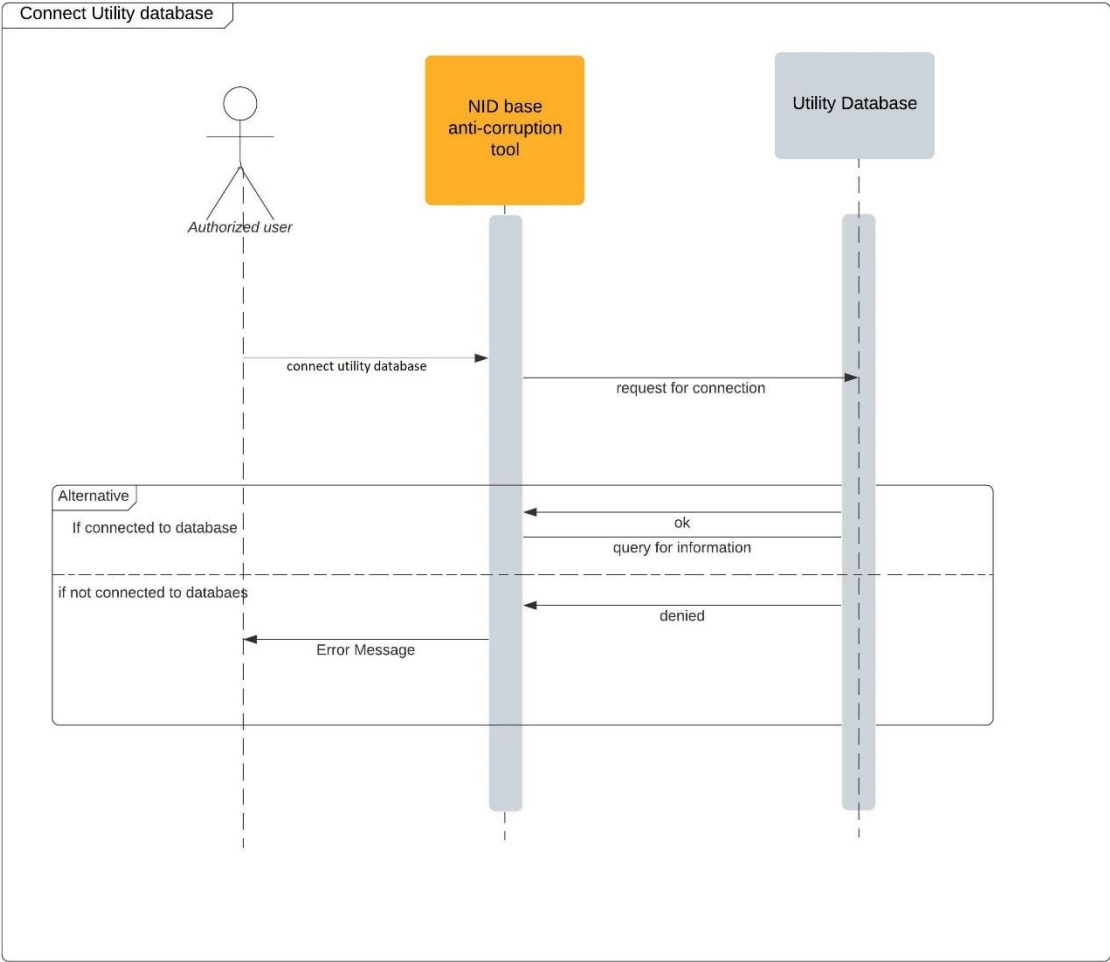 Connect Utility database
NID base
anti-corruption
tool
Utility Database
Authorized user
connect utility database
request for connection
Alternative
If connected to database
ok
query for information
if not connected to databaes
denied
Error Message